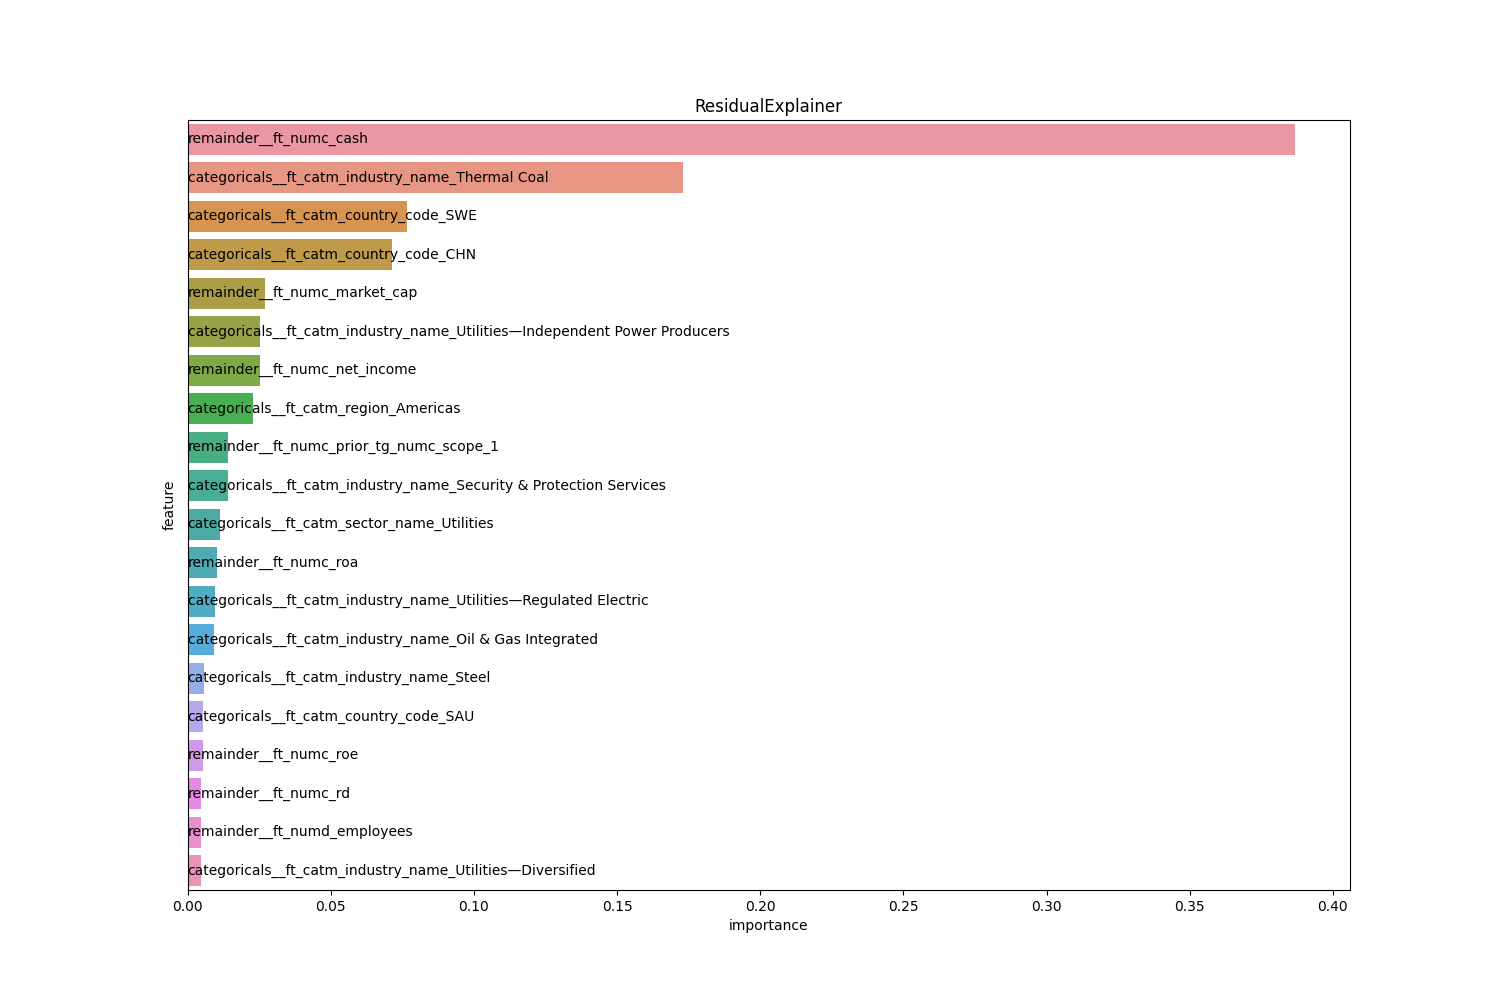 ResidualExplainer
remainder__ft_numc_cash
categoricals__ft_catm_industry_name_Thermal Coal
categoricals__ft_catm_country_code_SWE
categoricals__ft_catm_country_code_CHN
remainder__ft_numc_market_cap
categoricals__ft_catm_industry_name_Utilities—Independent Power Producers
remainder__ft_numc_net_income
categoricals__ft_catm_region_Americas
remainder__ft_numc_prior_tg_numc_scope_1
categoricals__ft_catm_industry_name_Security & Protection Services
categoricals__ft_catm_sector_name_Utilities
remainder__ft_numc_roa
categoricals__ft_catm_industry_name_Utilities—Regulated Electric
categoricals__ft_catm_industry_name_Oil & Gas Integrated
categoricals__ft_catm_industry_name_Steel
categoricals__ft_catm_country_code_SAU
remainder__ft_numc_roe
remainder__ft_numc_rd
remainder__ft_numd_employees
categoricals__ft_catm_industry_name_Utilities—Diversified
feature
0.00 0.05 0.10 0.15 0.20 0.25 0.30 0.35 0.40
importance